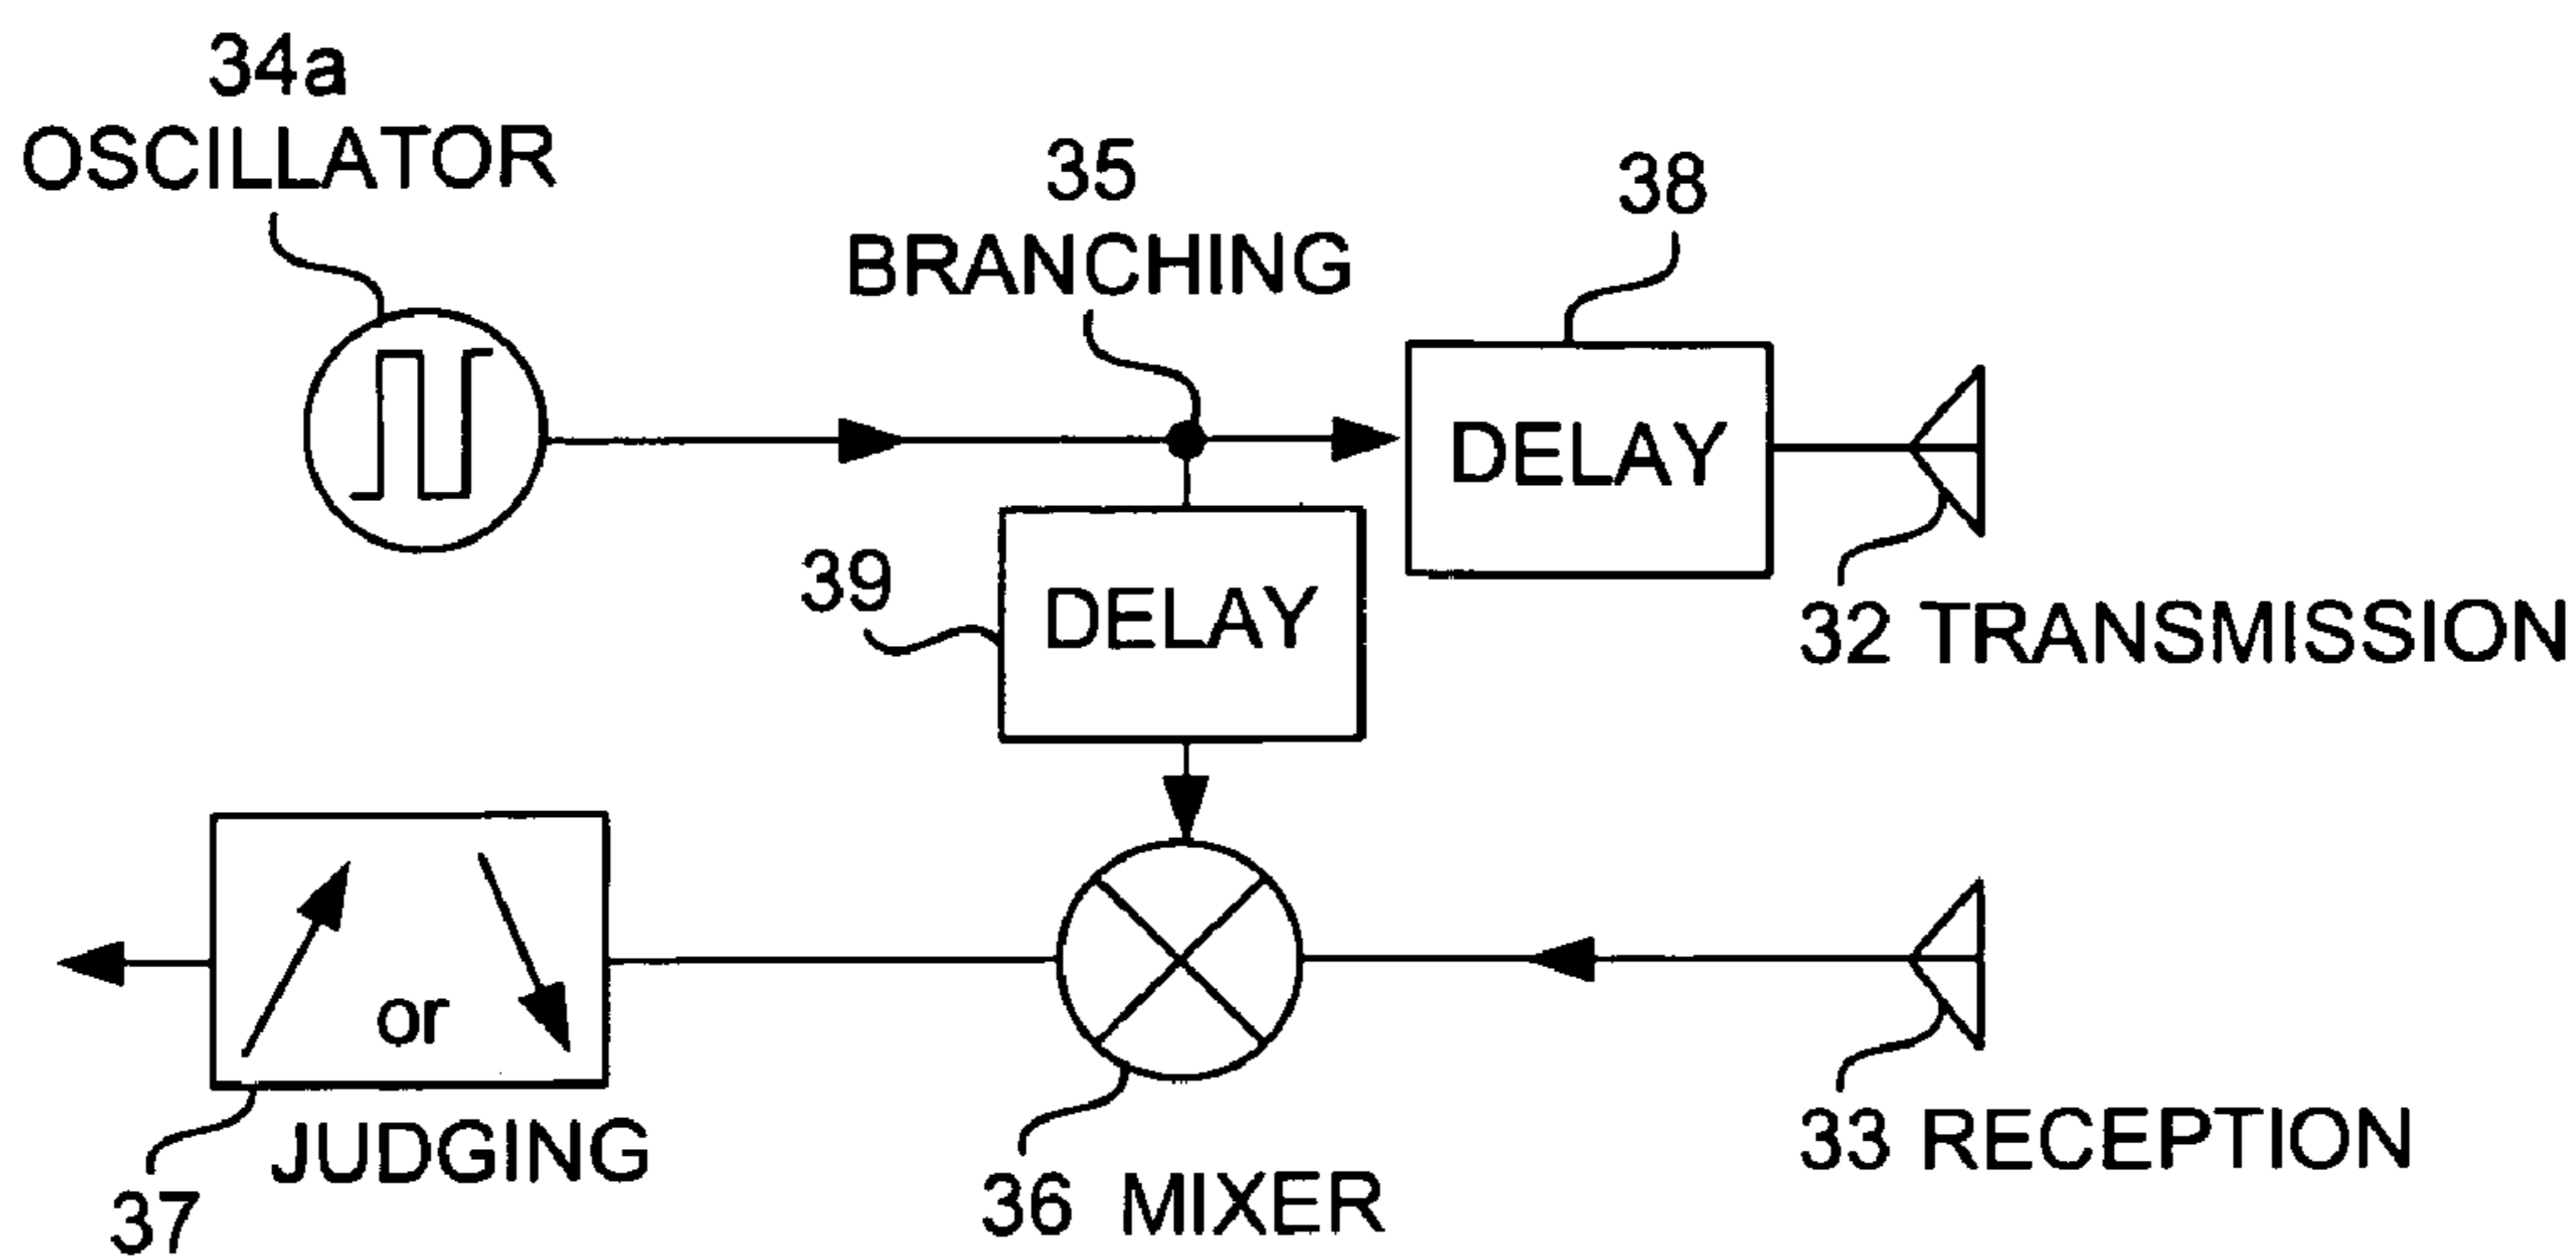 34a
OSCILLATOR
35
BRANCHING
38
DELAY
39
DELAY
32 TRANSMISSION
or
JUDGING
37
36 MIXER
33 RECEPTION